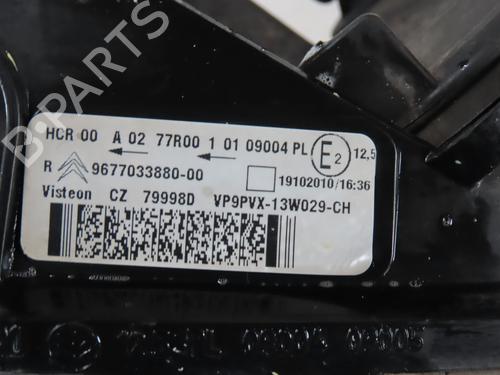 B-PARTS
HCR 00 A 02 77R00 1 01 09004 PL E2 12,5
R 9677033880-00 19102010/16:36
Visteon CZ 79998D VP9PVX-13W029-CH